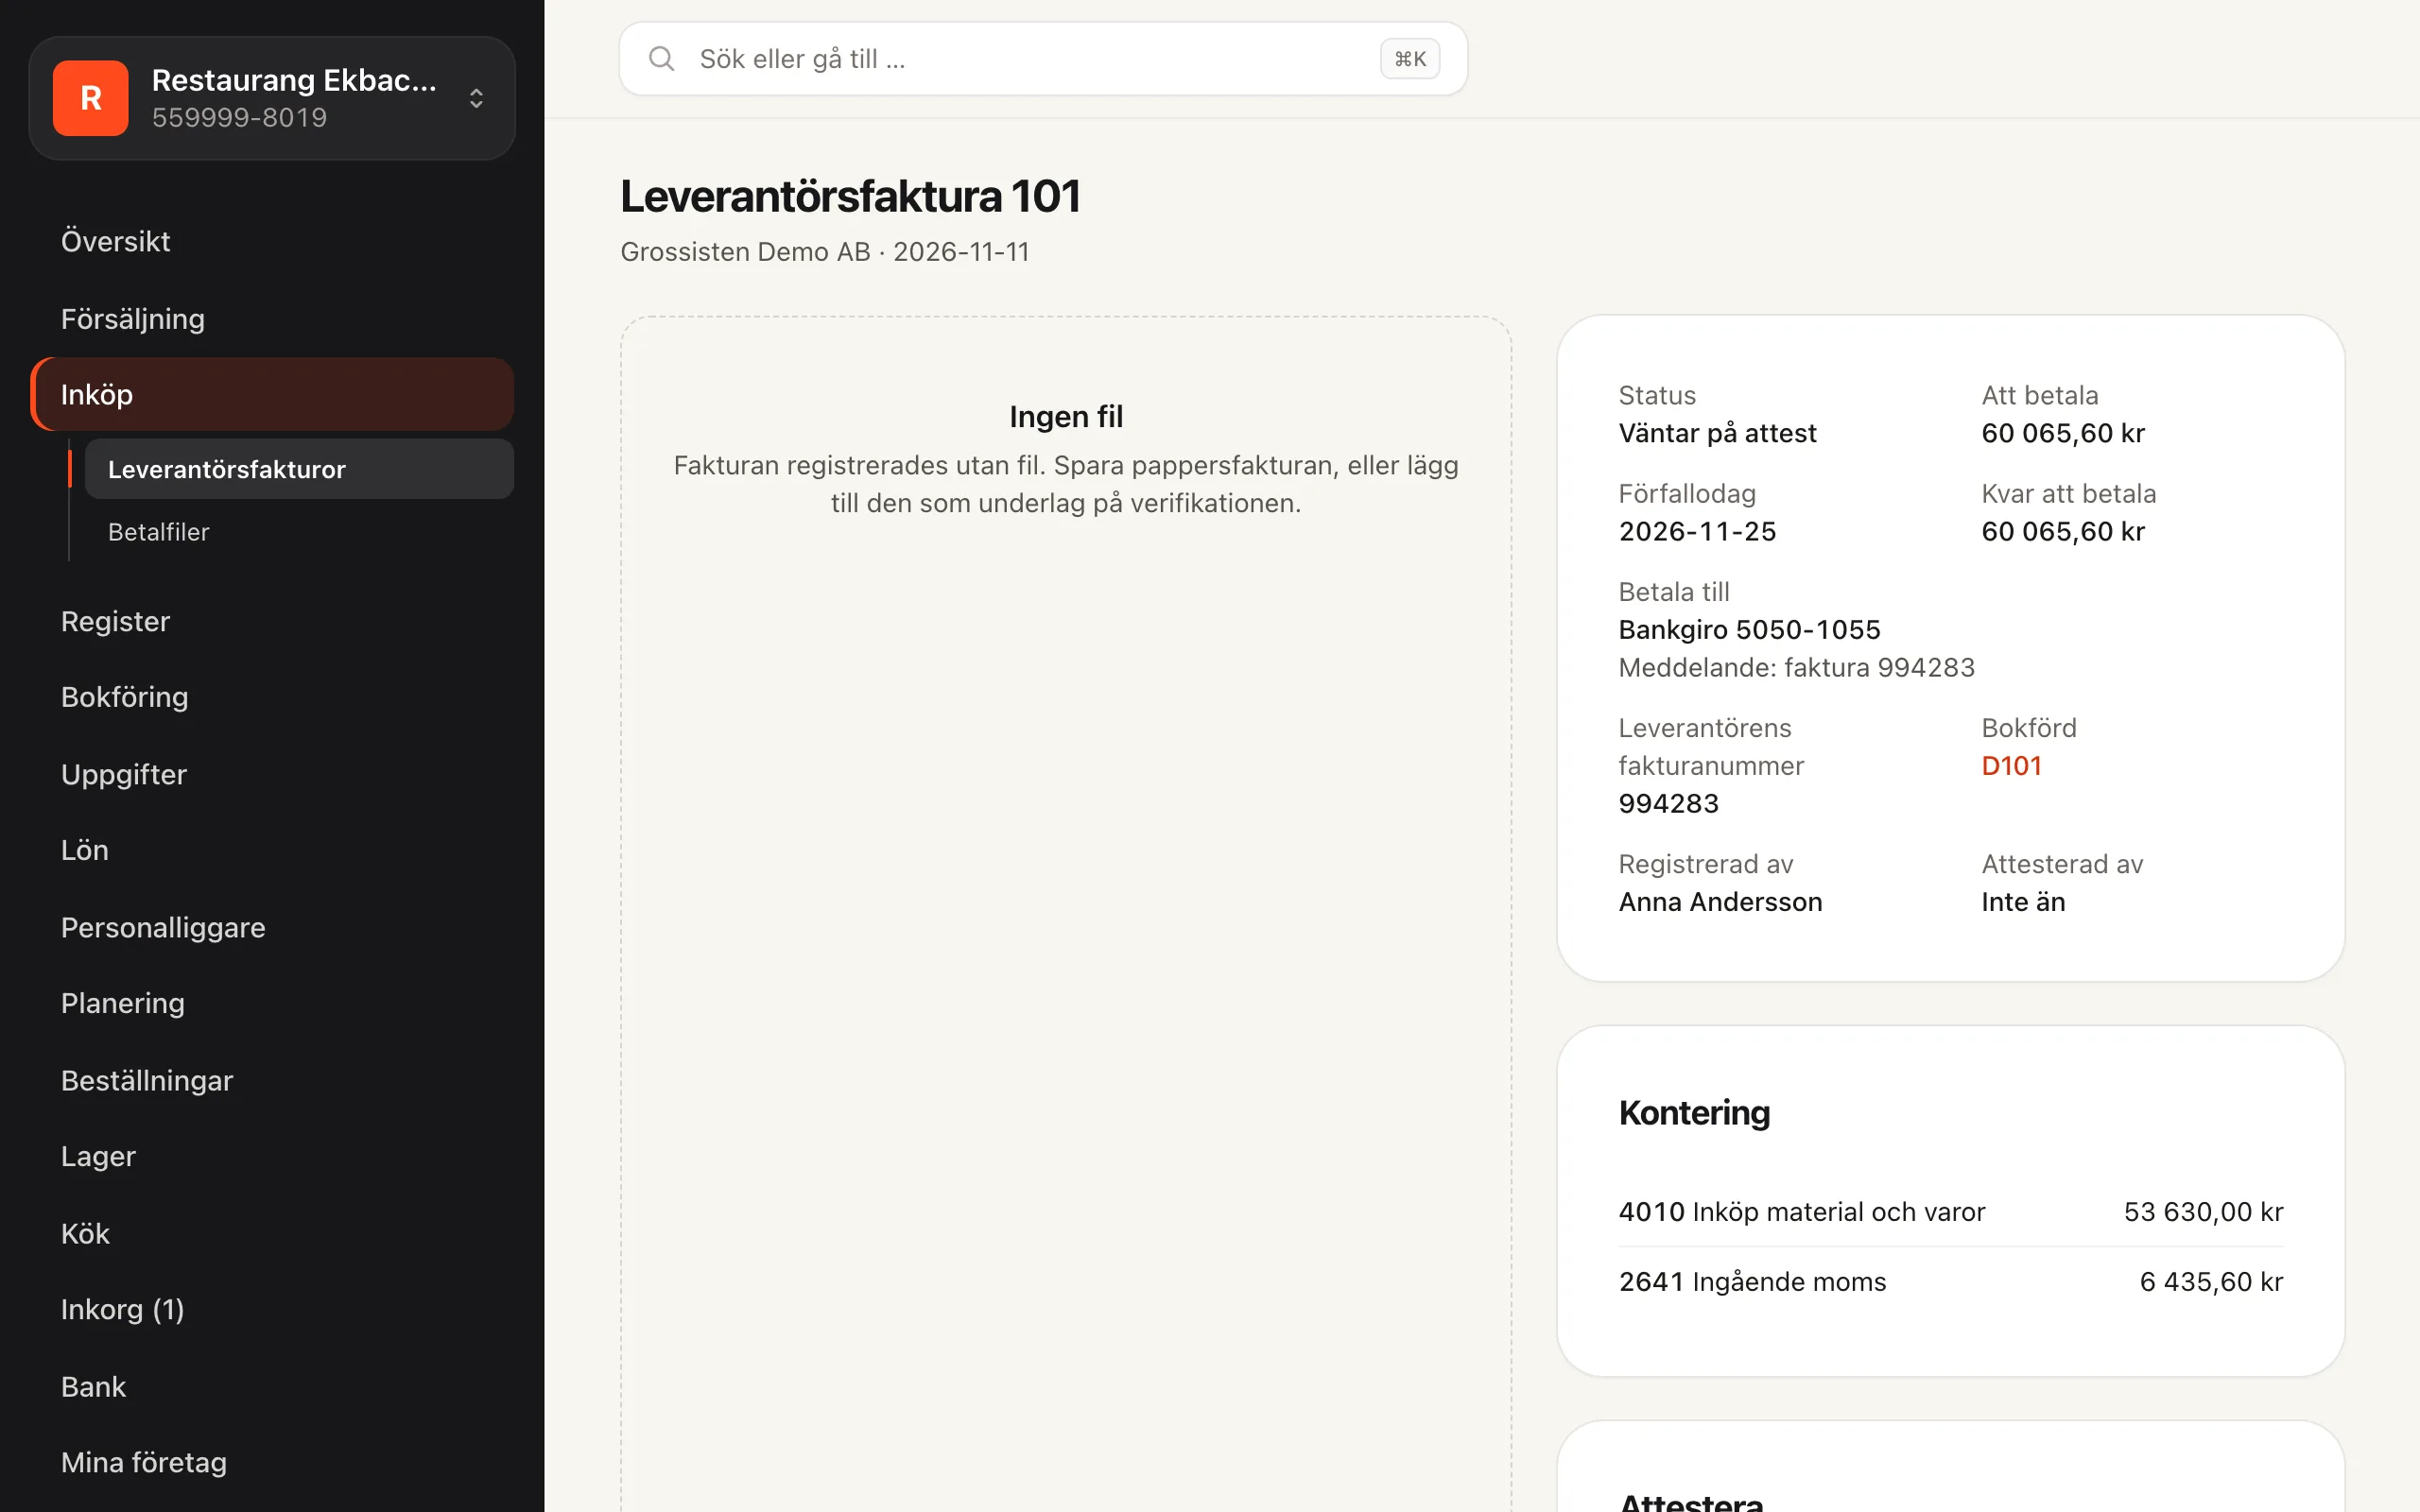 R
Restaurang Ekbac...
559999-8019
Översikt
Försäljning
Inköp
Leverantörsfakturor
Betalfiler
Register
Bokföring
Uppgifter
Lön
Personalliggare
Planering
Beställningar
Lager
Kök
Inkorg (1)
Bank
Mina företag
Sök eller gå till ...
⌘K
Leverantörsfaktura 101
Grossisten Demo AB · 2026-11-11
Ingen fil
Fakturan registrerades utan fil. Spara pappersfakturan, eller lägg
till den som underlag på verifikationen.
Status
Väntar på attest
Att betala
60 065,60 kr
Förfallodag
2026-11-25
Kvar att betala
60 065,60 kr
Betala till
Bankgiro 5050-1055
Meddelande: faktura 994283
Leverantörens
fakturanummer
994283
Bokförd
D101
Registrerad av
Anna Andersson
Attesterad av
Inte än
Kontering
4010 Inköp material och varor 53 630,00 kr
2641 Ingående moms 6 435,60 kr
Attestera